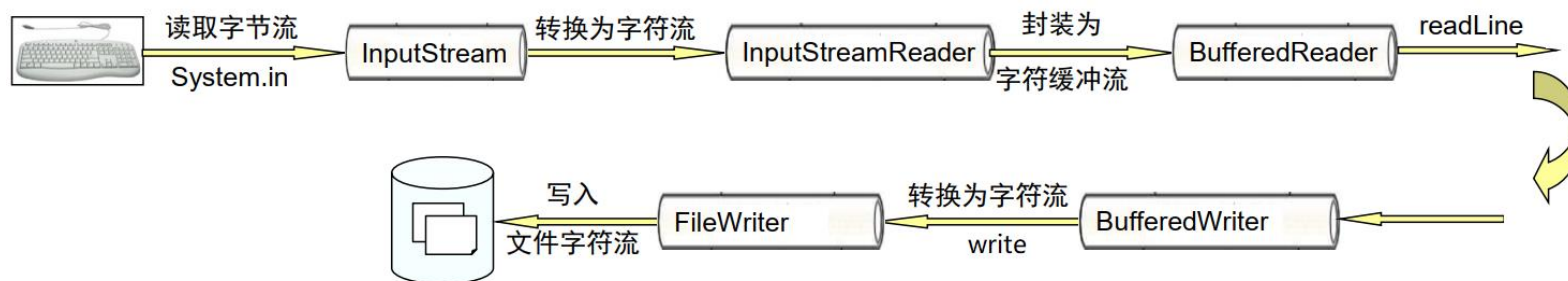 读取字节流
System.in
InputStream
转换为字符流
InputStreamReader
封装为
字符缓冲流
BufferedReader
readLine
写入
文件字符流
FileWriter
转换为字符流
write
BufferedWriter